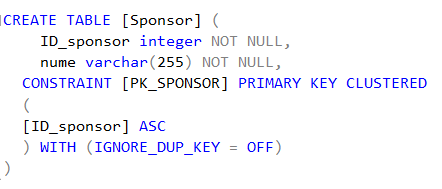 CREATE TABLE [Sponsor] (
ID_sponsor integer NOT NULL,
nume varchar(255) NOT NULL,
CONSTRAINT [PK_SPONSOR] PRIMARY KEY CLUSTERED
(
[ID_sponsor] ASC
) WITH (IGNORE_DUP_KEY = OFF)
)